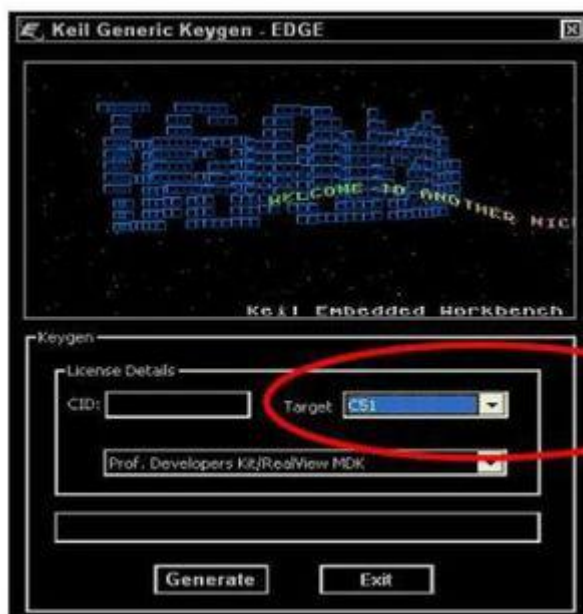 Keil Generic Keygen - EDGE
WELCOME TO ANOTHER NIC
Keil Embedded Workbench
Keygen
License Details
CID:
Target
C51
Prof. Developers Kit/RealView MDK
Generate
Exit